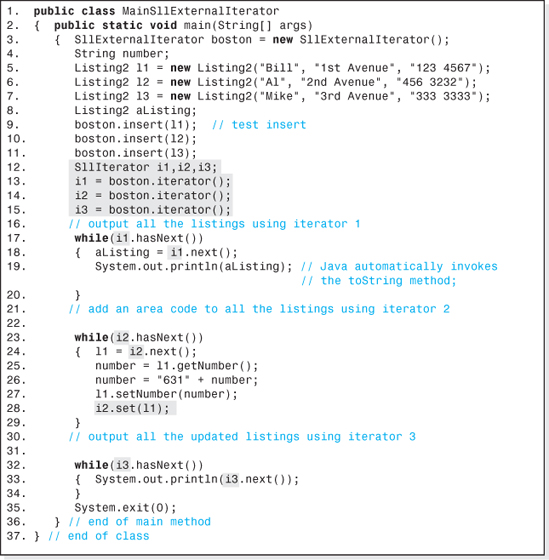 1. public class MainSllExternalIterator
2. { public static void main(String[] args)
3. { SllExternalIterator boston = new SllExternalIterator();
4. String number;
5. Listing2 l1 = new Listing2("Bill", "1st Avenue", "123 4567");
6. Listing2 l2 = new Listing2("Al", "2nd Avenue", "456 3232");
7. Listing2 l3 = new Listing2("Mike", "3rd Avenue", "333 3333");
8. Listing2 aListing;
9. boston.insert(l1); // test insert
10. boston.insert(l2);
11. boston.insert(l3);
12. SllIterator i1,i2,i3;
13. i1 = boston.iterator();
14. i2 = boston.iterator();
15. i3 = boston.iterator();
16. // output all the listings using iterator 1
17. while(i1.hasNext())
18. { aListing = i1.next();
19. System.out.println(aListing); // Java automatically invokes
// the toString method;
20. }
21. // add an area code to all the listings using iterator 2
22.
23. while(i2.hasNext())
24. { l1 = i2.next();
25. number = l1.getNumber();
26. number = "631" + number;
27. l1.setNumber(number);
28. i2.set(l1);
29. }
30. // output all the updated listings using iterator 3
31.
32. while(i3.hasNext())
33. { System.out.println(i3.next());
34. }
35. System.exit(0);
36. } // end of main method
37. } // end of class